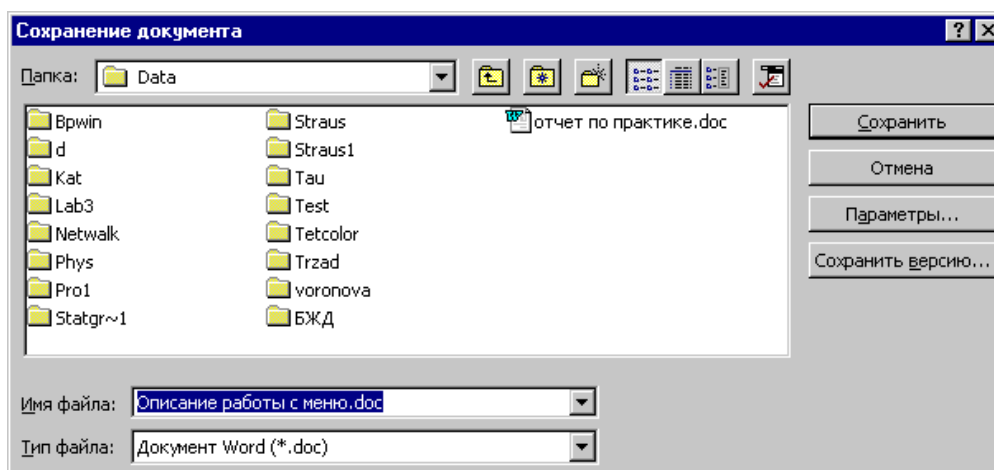 Сохранение документа
Папка: Data
Bpwin
d
Kat
Lab3
Netwalk
Phys
Pro1
Statgr~1
Straus
Straus1
Tau
Test
Tetcolor
Trzad
voronova
БЖД
отчет по практике.doc
Сохранить
Отмена
Параметры...
Сохранить версию...
Имя файла: Описание работы с меню.doc
Тип файла: Документ Word (*.doc)